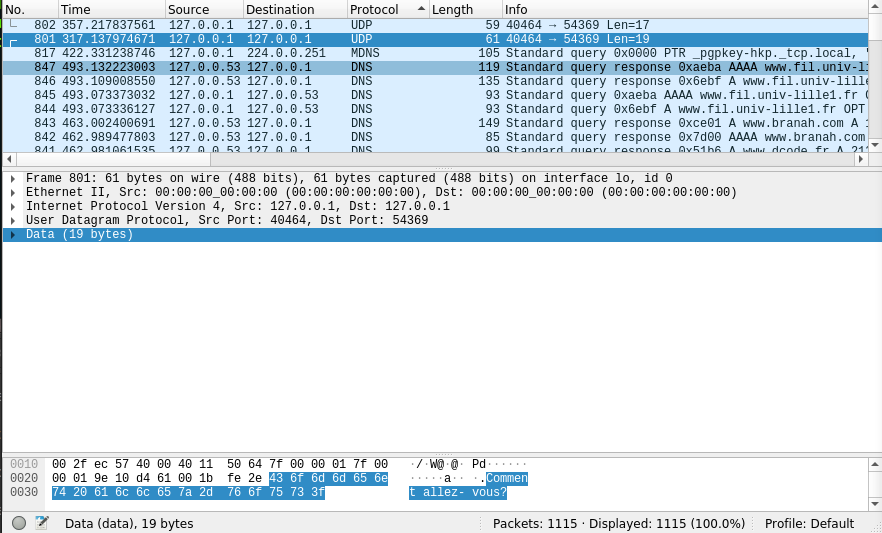 No. Time Source Destination Protocol Length Info
802 357.217837561 127.0.0.1 127.0.0.1 UDP 59 40464 → 54369 Len=17
801 317.137974671 127.0.0.1 127.0.0.1 UDP 61 40464 → 54369 Len=19
817 422.331238746 127.0.0.1 224.0.0.251 MDNS 105 Standard query 0x0000 PTR _pgpkey-hkp._tcp.local, "
847 493.132223003 127.0.0.53 127.0.0.1 DNS 119 Standard query response 0xaeba AAAA www.fil.univ-li
846 493.109008550 127.0.0.53 127.0.0.1 DNS 135 Standard query response 0x6ebf A www.fil.univ-lille
845 493.073373032 127.0.0.1 127.0.0.53 DNS 93 Standard query 0xaeba AAAA www.fil.univ-lille1.fr O
844 493.073336127 127.0.0.1 127.0.0.53 DNS 93 Standard query 0x6ebf A www.fil.univ-lille1.fr OPT
843 463.002400691 127.0.0.53 127.0.0.1 DNS 149 Standard query response 0xce01 A www.branah.com A 1
842 462.989477803 127.0.0.53 127.0.0.1 DNS 85 Standard query response 0x7d00 AAAA www.branah.com
841 462.981061535 127.0.0.53 127.0.0.1 DNS 99 Standard query response 0x51b6 A www.dcode.fr A 21
Frame 801: 61 bytes on wire (488 bits), 61 bytes captured (488 bits) on interface lo, id 0
Ethernet II, Src: 00:00:00_00:00:00 (00:00:00:00:00:00), Dst: 00:00:00_00:00:00 (00:00:00:00:00:00)
Internet Protocol Version 4, Src: 127.0.0.1, Dst: 127.0.0.1
User Datagram Protocol, Src Port: 40464, Dst Port: 54369
Data (19 bytes)
0010 00 2f ec 57 40 00 40 11 50 64 7f 00 00 01 7f 00 ·/·W@·@· Pd······
0020 00 01 9e 10 d4 61 00 1b fe 2e 43 6f 6d 6d 65 6e ·····a·· ·.Commen
0030 74 20 61 6c 6c 65 7a 2d 76 6f 75 73 3f t allez- vous?
Data (data), 19 bytes Packets: 1115 · Displayed: 1115 (100.0%) Profile: Default